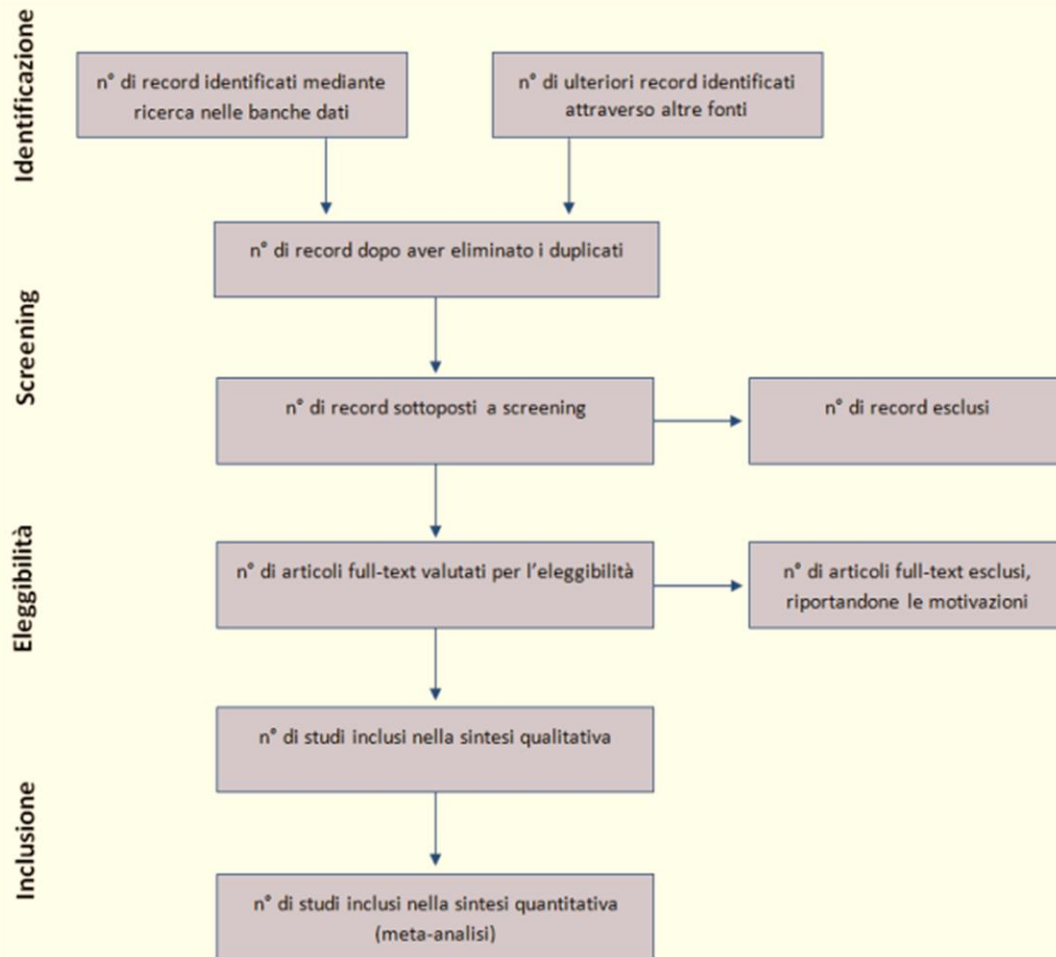 Identificazione
n° di record identificati mediante
ricerca nelle banche dati
n° di ulteriori record identificati
attraverso altre fonti
n° di record dopo aver eliminato i duplicati
Screening
n° di record sottoposti a screening
n° di record esclusi
Eleggibilità
n° di articoli full-text valutati per l'eleggibilità
n° di articoli full-text esclusi,
riportandone le motivazioni
n° di studi inclusi nella sintesi qualitativa
Inclusione
n° di studi inclusi nella sintesi quantitativa
(meta-analisi)